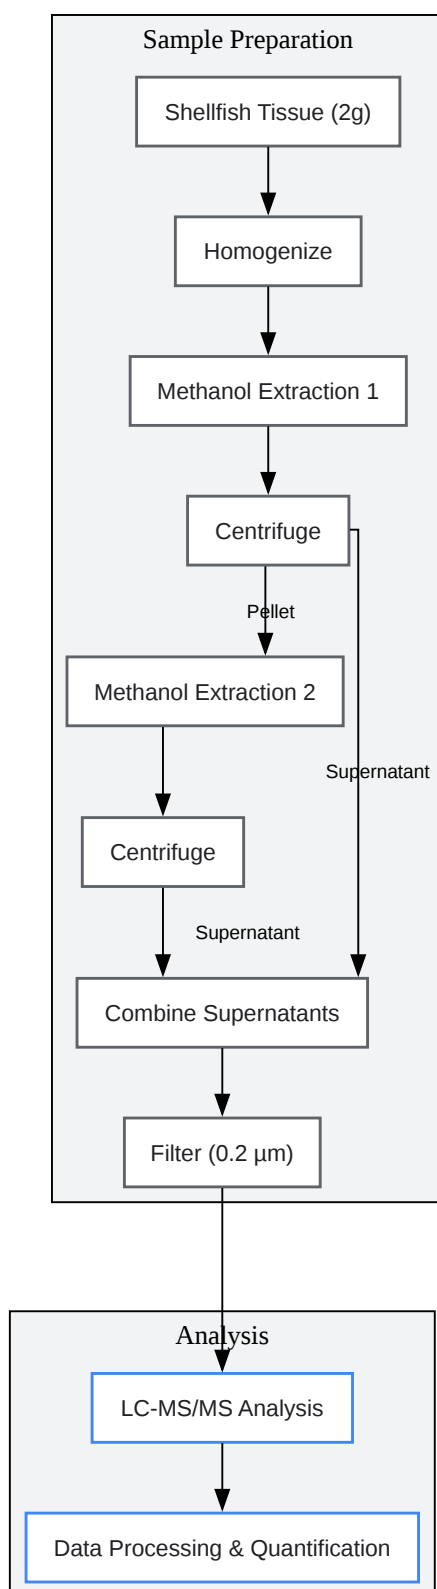 Sample Preparation
Shellfish Tissue (2g)
Homogenize
Methanol Extraction 1
Centrifuge
Pellet
Methanol Extraction 2
Supernatant
Centrifuge
Supernatant
Combine Supernatants
Filter (0.2 µm)
Analysis
LC-MS/MS Analysis
Data Processing & Quantification